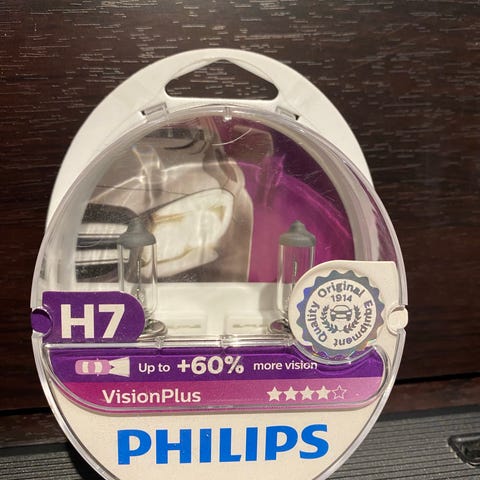 Original Equipment Quality
1914
H7
Up to +60% more vision
VisionPlus
PHILIPS